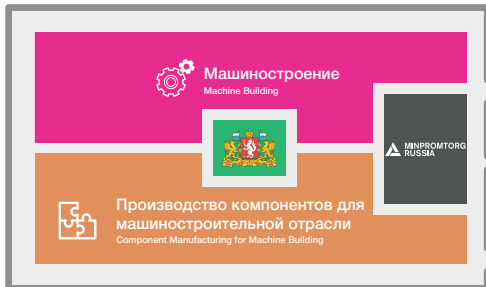 Машиностроение
Machine Building
MINPROMTORG
RUSSIA
Производство компонентов для
машиностроительной отрасли
Component Manufacturing for Machine Building